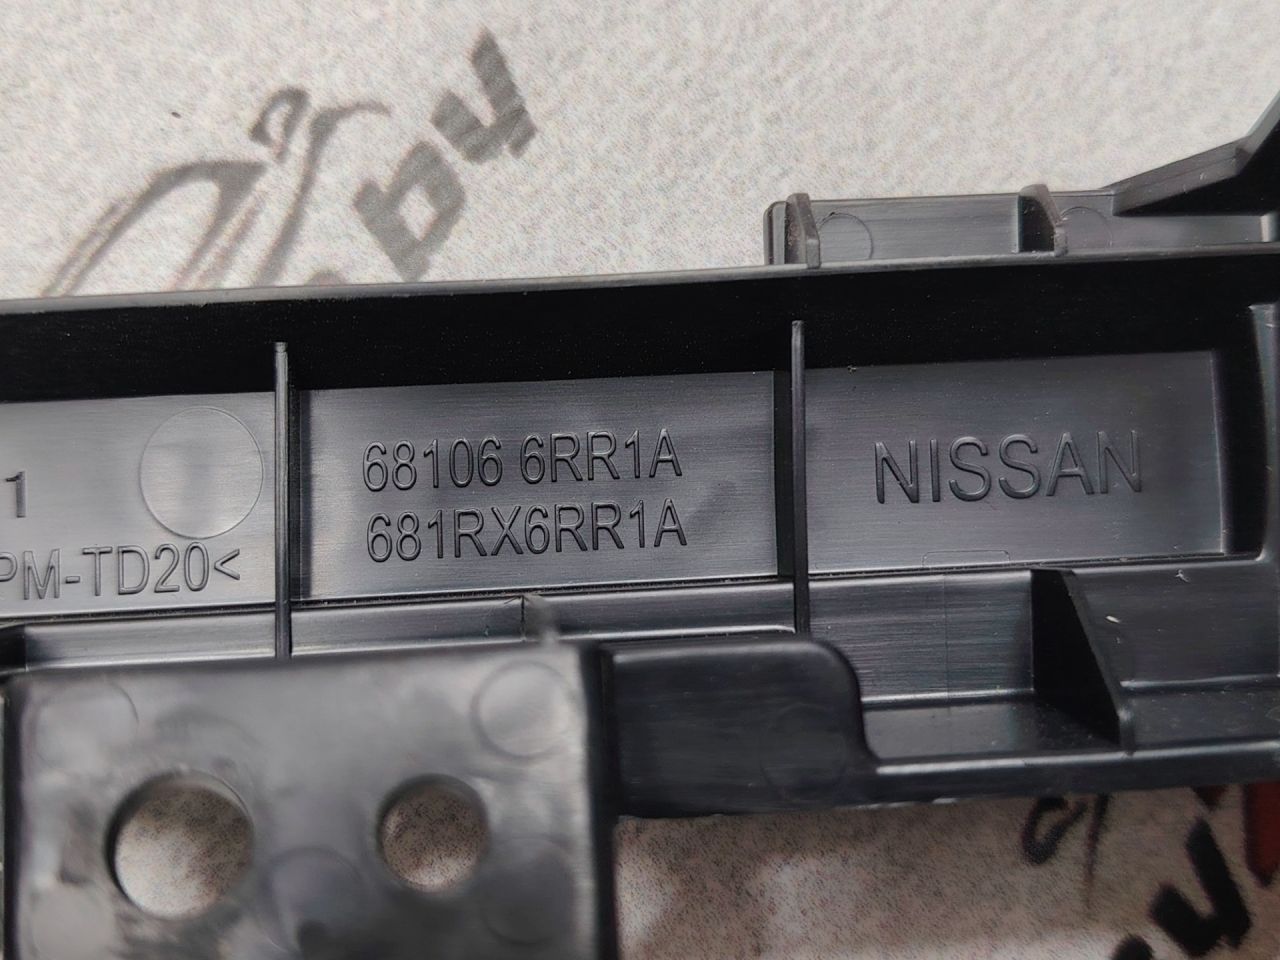 1
PM-TD20<
68106 6RR1A
681RX6RR1A
NISSAN